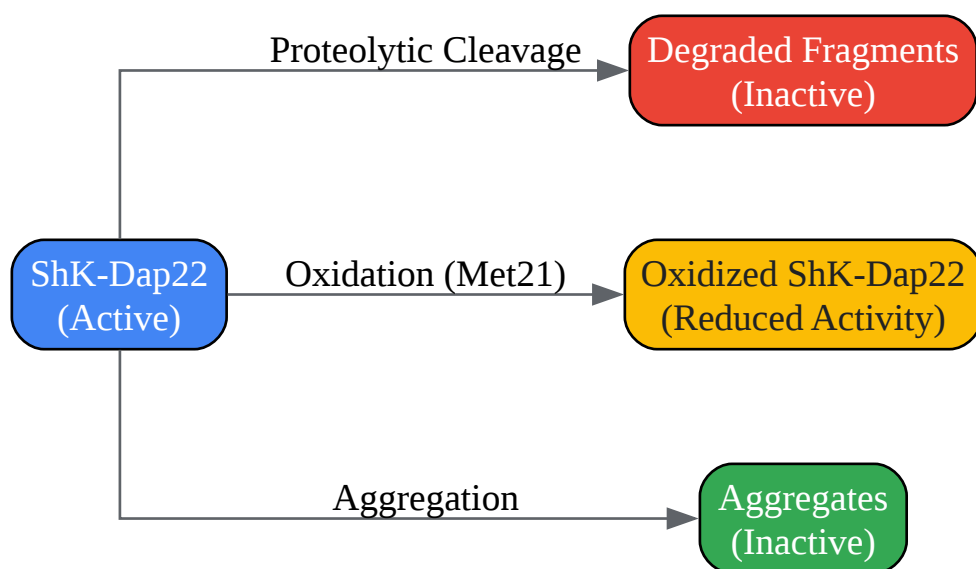 Proteolytic Cleavage
Degraded Fragments
(Inactive)
ShK-Dap22
(Active)
Oxidation (Met21)
Oxidized ShK-Dap22
(Reduced Activity)
Aggregation
Aggregates
(Inactive)